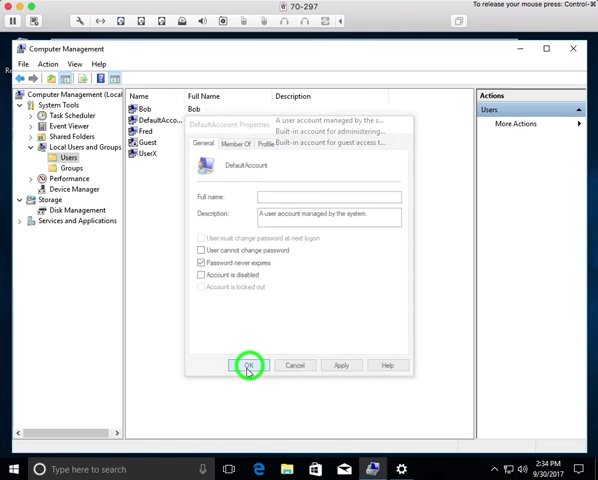 70-297
To release your mouse press: Control-⌘
Computer Management
File Action View Help
Computer Management (Local
System Tools
Task Scheduler
Event Viewer
Shared Folders
Local Users and Groups
Users
Groups
Performance
Device Manager
Storage
Disk Management
Services and Applications
Name Full Name Description
Bob Bob
DefaultAcco... A user account managed by the s...
Fred Built-in account for administering...
Guest Built-in account for guest access t...
UserX
DefaultAccount Properties
General Member Of Profile
DefaultAccount
Full name:
Description: A user account managed by the system.
User must change password at next logon
User cannot change password
Password never expires
Account is disabled
Account is locked out
OK Cancel Apply Help
Actions
Users
More Actions
Type here to search
2:34 PM
9/30/2017